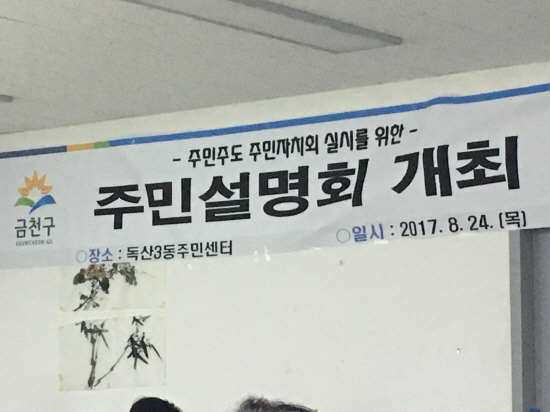 - 주민주도 주민자치회 실시를 위한 -
주민설명회 개최
금천구
GEUMCHEON-GU
○장소 : 독산3동주민센터
○일시 : 2017. 8. 24. (목)